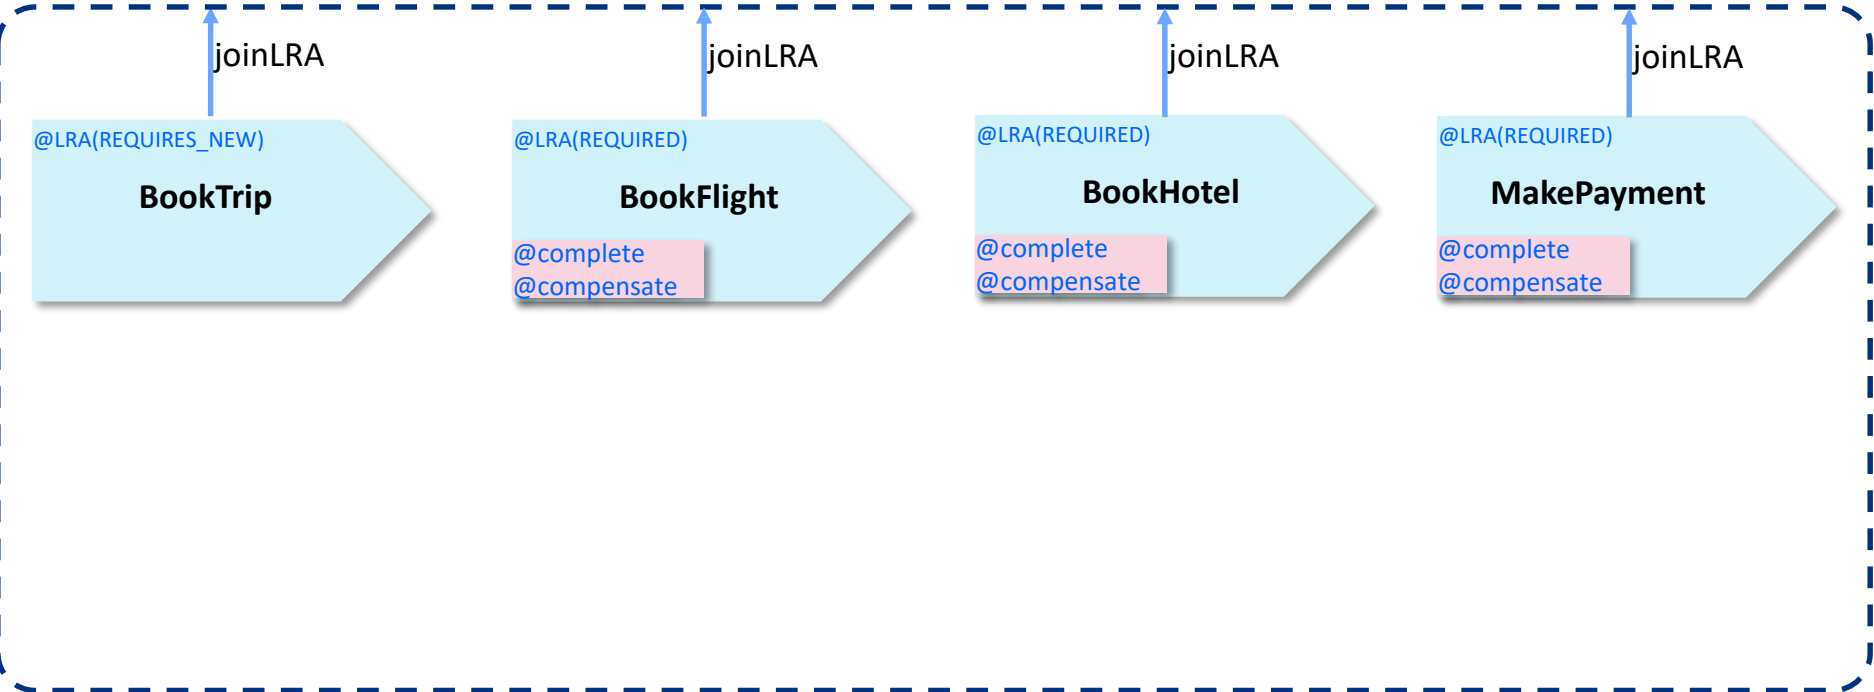 joinLRA
joinLRA
joinLRA
joinLRA
@LRA(REQUIRES_NEW)
BookTrip
@LRA(REQUIRED)
BookFlight
@complete
@compensate
@LRA(REQUIRED)
BookHotel
@complete
@compensate
@LRA(REQUIRED)
MakePayment
@complete
@compensate